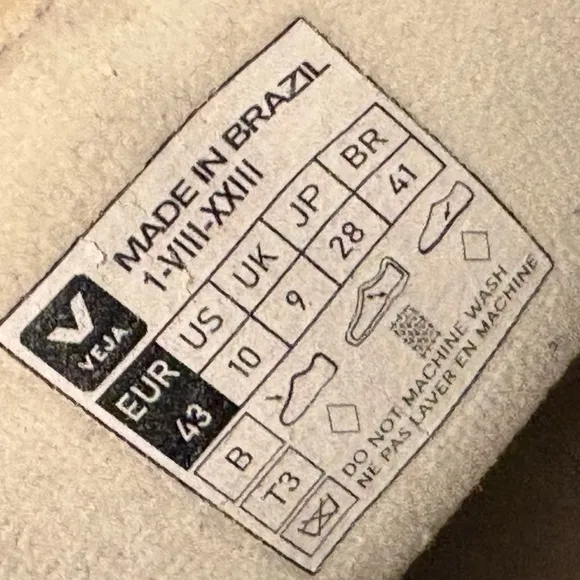 MADE IN BRAZIL
1-VIII-XXIII
VEJA
EUR US UK JP BR
43 10 9 28 41
B
T3
DO NOT MACHINE WASH
NE PAS LAVER EN MACHINE